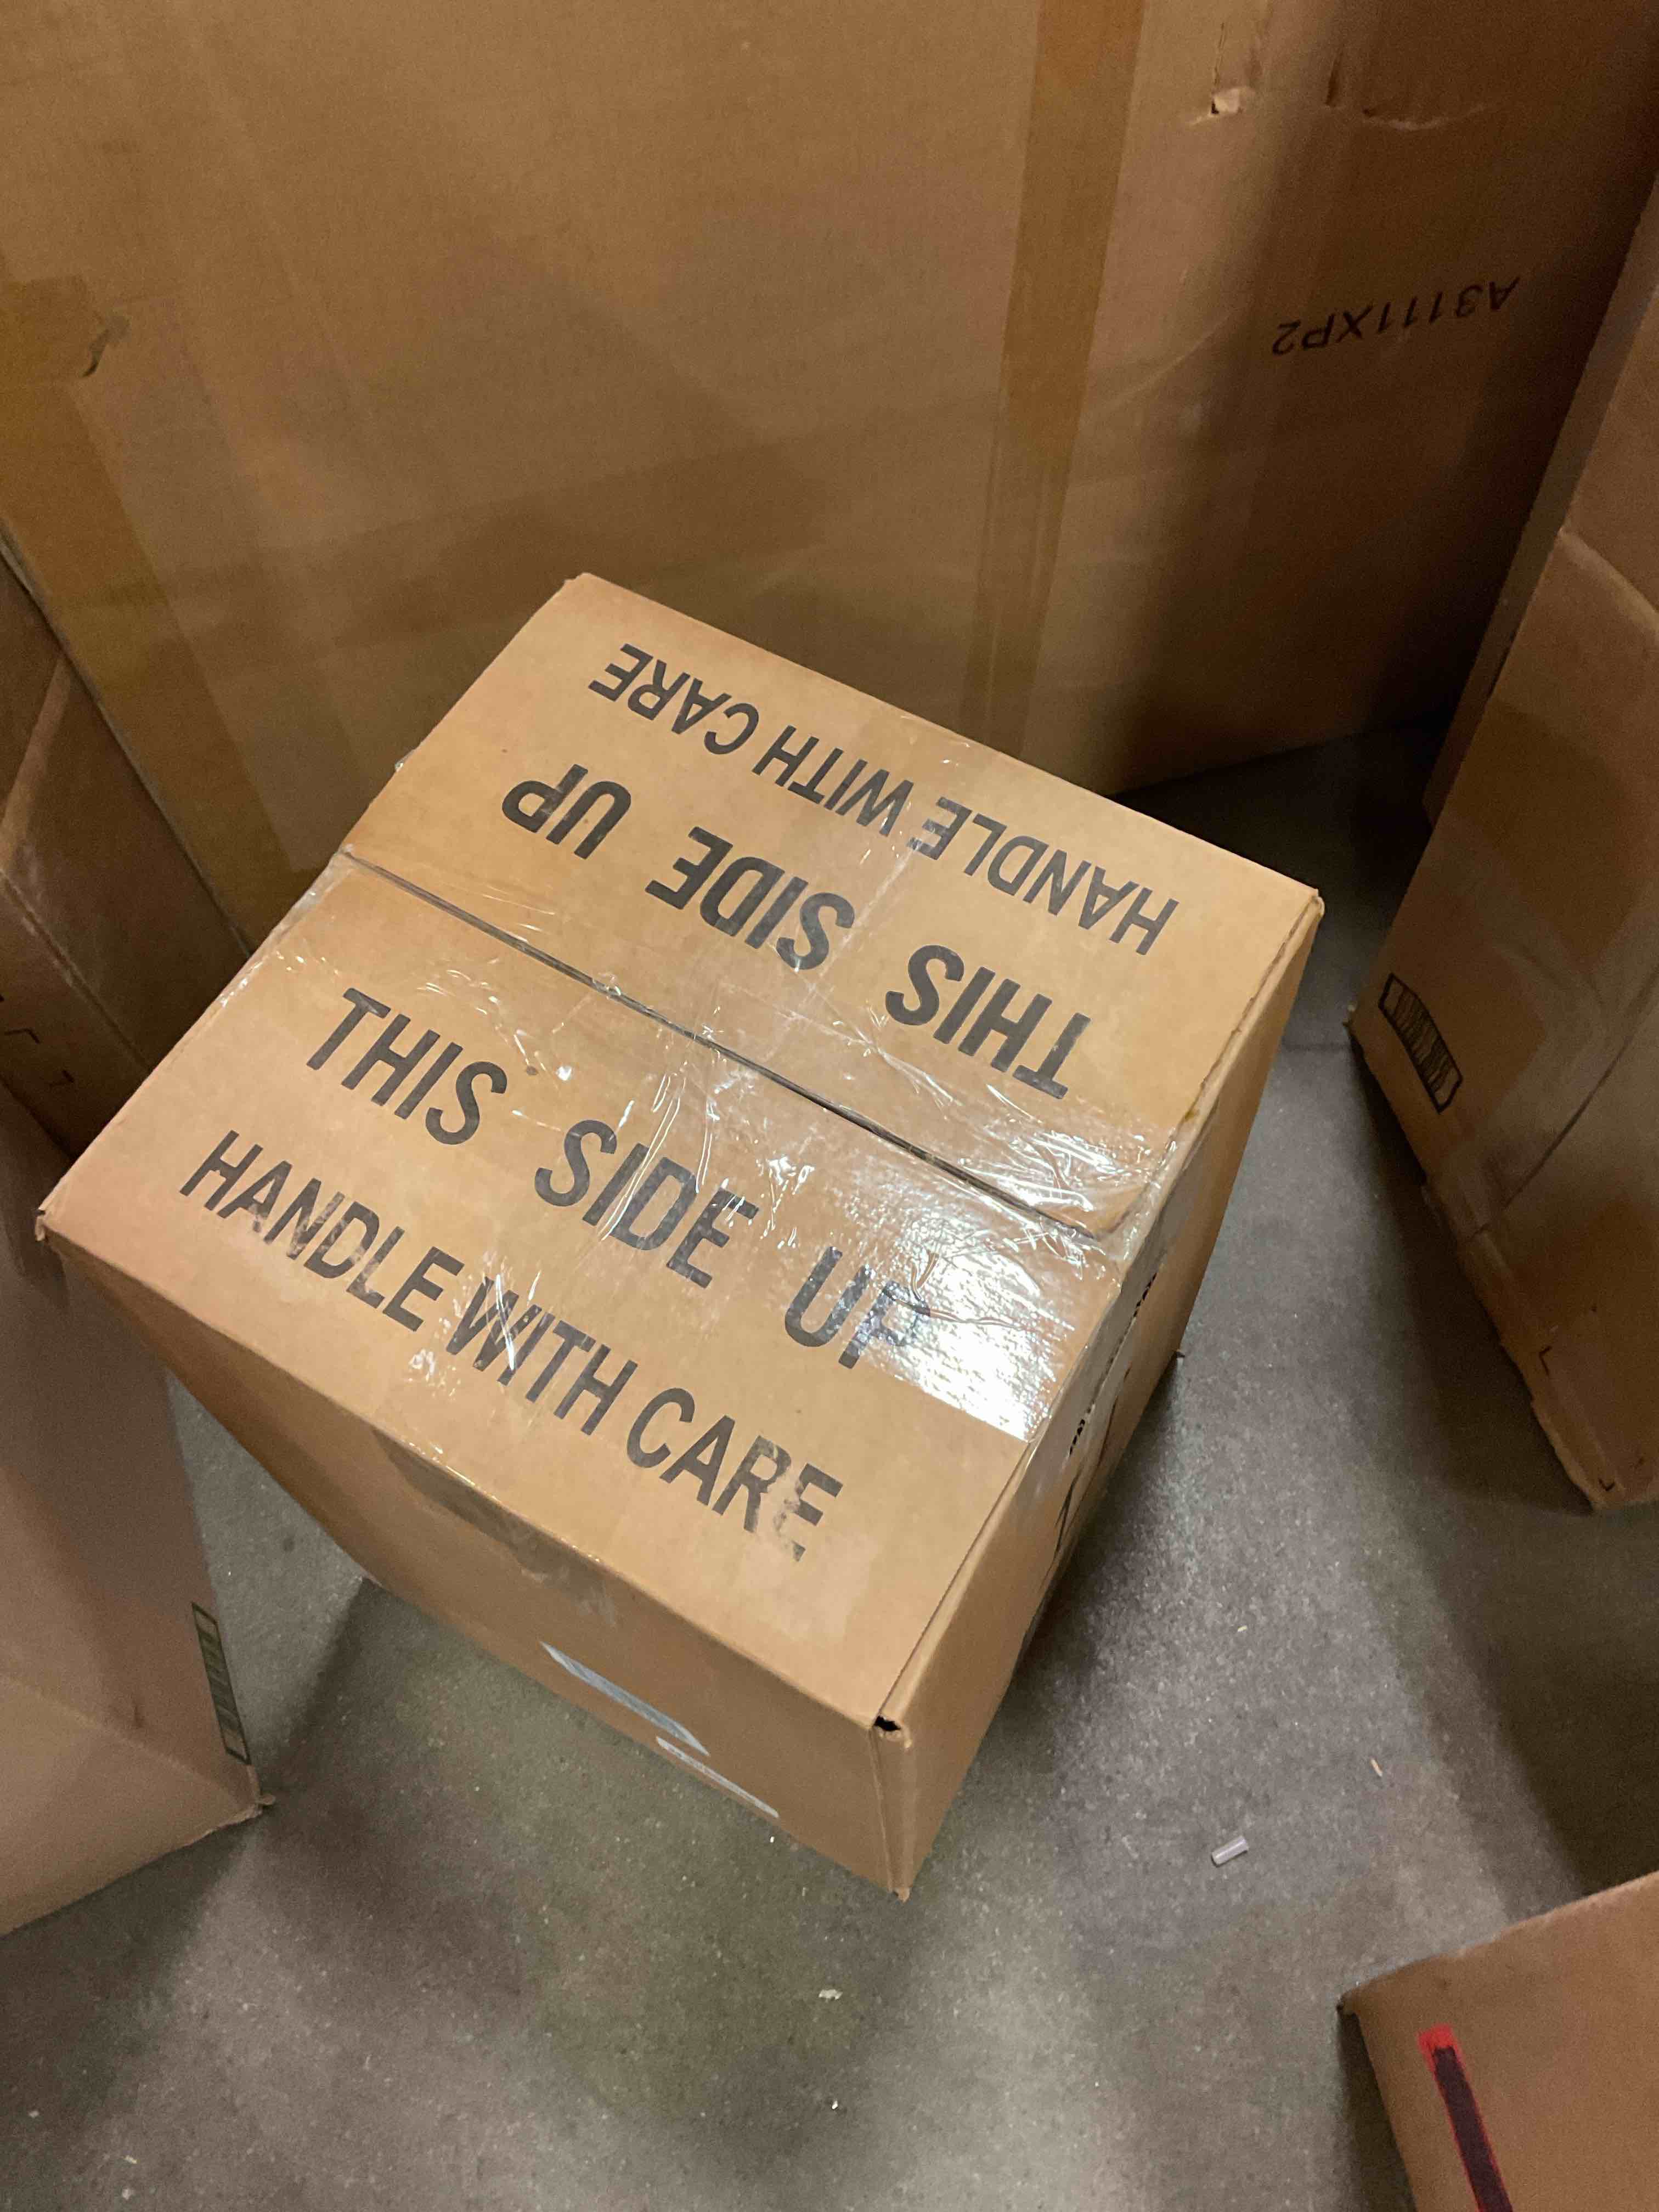 A3111XP2
HANDLE WITH CARE
THIS SIDE UP
THIS SIDE UP
HANDLE WITH CARE